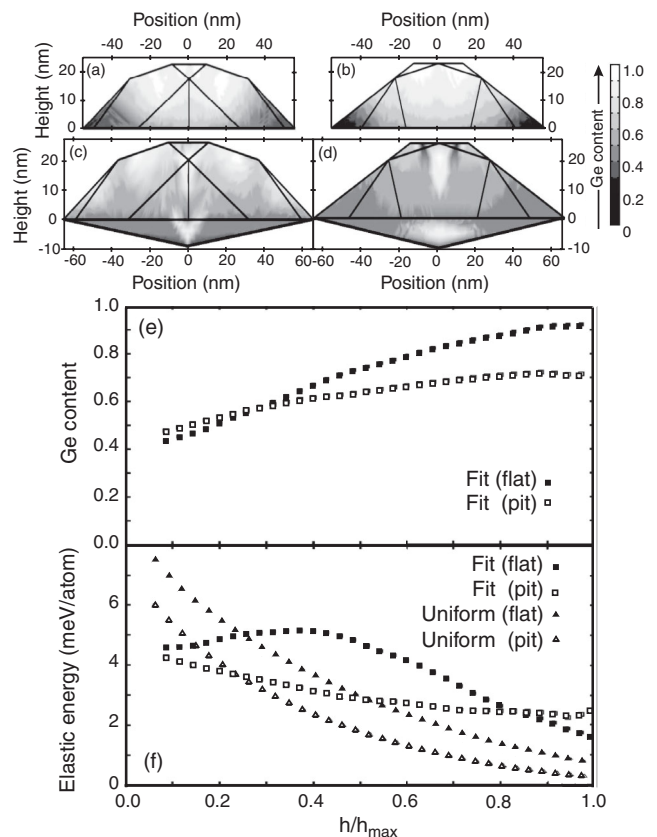 Position (nm) Position (nm)
-40 -20 0 20 40 -40 -20 0 20 40
Height (nm)
20
10
0
(a)
(b)
Ge content
1.0
0.8
0.6
0.4
0.2
0
Height (nm)
20
10
0
-10
(c)
(d)
20
10
0
-10
-60 -40 -20 0 20 40 60 -60 -40 -20 0 20 40 60
Position (nm) Position (nm)
(e)
Ge content
1.0
0.8
0.6
0.4
0.2
0.0
Fit (flat)
Fit (pit)
Elastic energy (meV/atom)
6
4
2
0
Fit (flat)
Fit (pit)
Uniform (flat)
Uniform (pit)
(f)
0.0 0.2 0.4 0.6 0.8 1.0
h/hmax